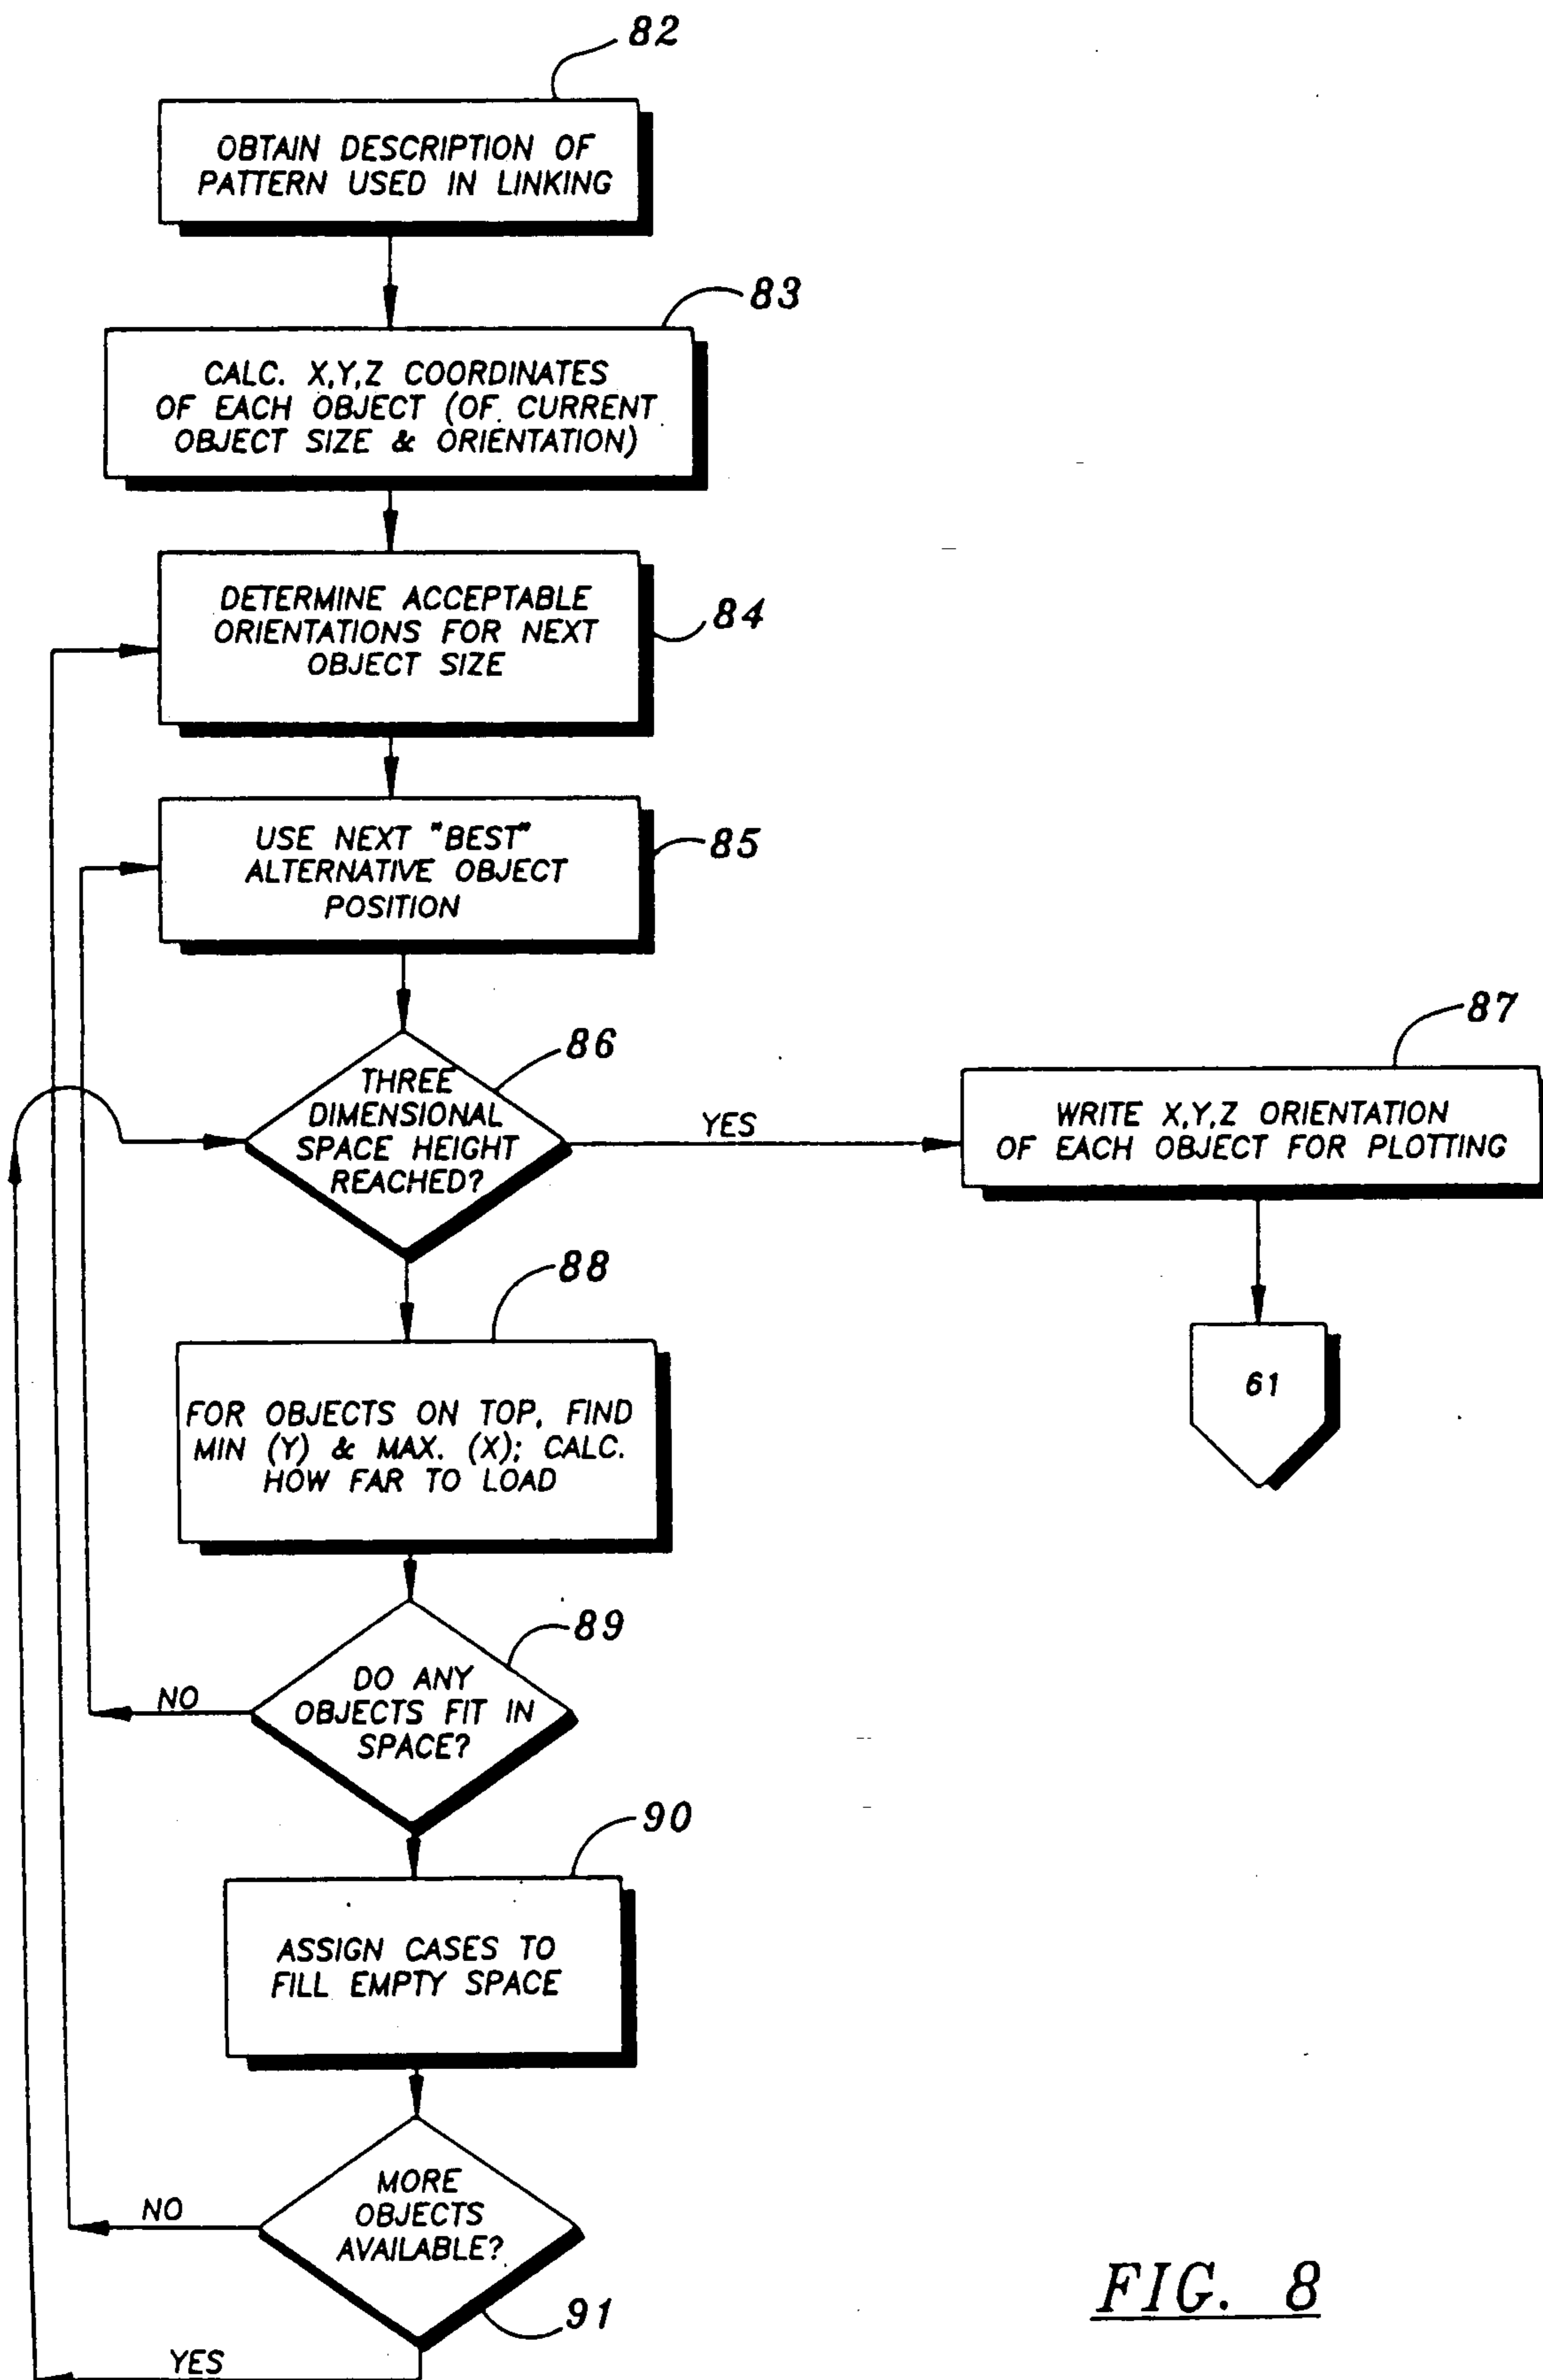 82
OBTAIN DESCRIPTION OF
PATTERN USED IN LINKING
83
CALC. X,Y,Z COORDINATES
OF EACH OBJECT (OF CURRENT
OBJECT SIZE & ORIENTATION)
DETERMINE ACCEPTABLE
ORIENTATIONS FOR NEXT
OBJECT SIZE
84
USE NEXT "BEST"
ALTERNATIVE OBJECT
POSITION
85
86
THREE
DIMENSIONAL
SPACE HEIGHT
REACHED?
YES
87
WRITE X,Y,Z ORIENTATION
OF EACH OBJECT FOR PLOTTING
61
88
FOR OBJECTS ON TOP, FIND
MIN (Y) & MAX. (X); CALC.
HOW FAR TO LOAD
89
DO ANY
OBJECTS FIT IN
SPACE?
NO
90
ASSIGN CASES TO
FILL EMPTY SPACE
MORE
OBJECTS
AVAILABLE?
NO
91
YES
FIG. 8